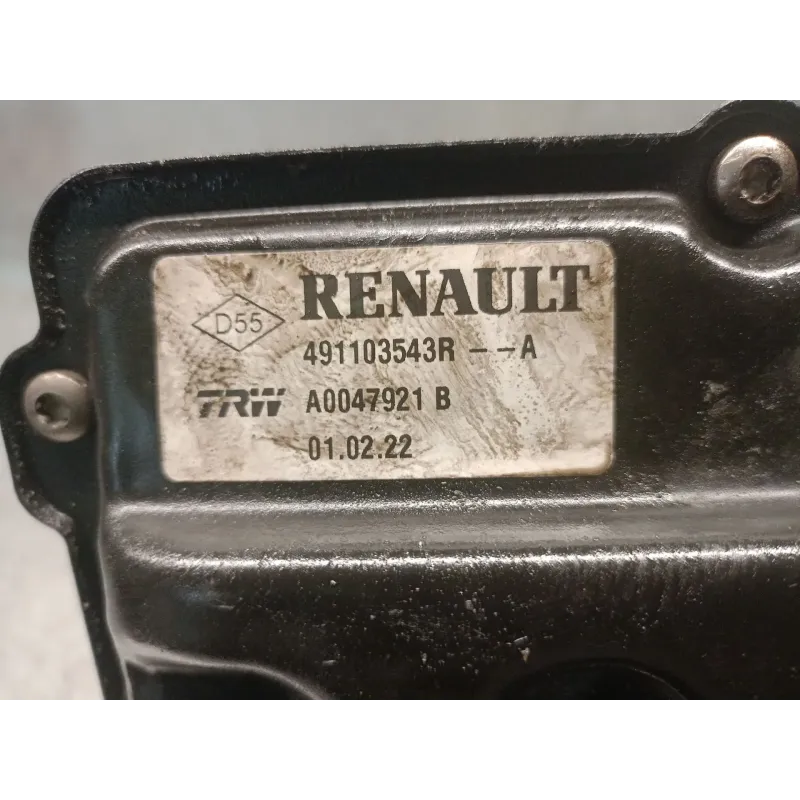 RENAULT
D55
491103543R -- A
TRW A0047921 B
01.02.22